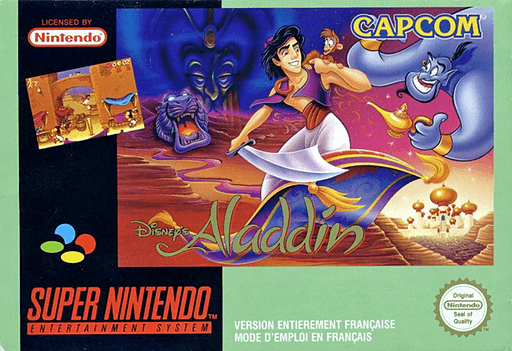 LICENSED BY
Nintendo
CAPCOM
DISNEY'S Aladdin
SUPER NINTENDO
ENTERTAINMENT SYSTEM
VERSION ENTIEREMENT FRANÇAISE
MODE D'EMPLOI EN FRANÇAIS
Original
Nintendo
Seal of
Quality